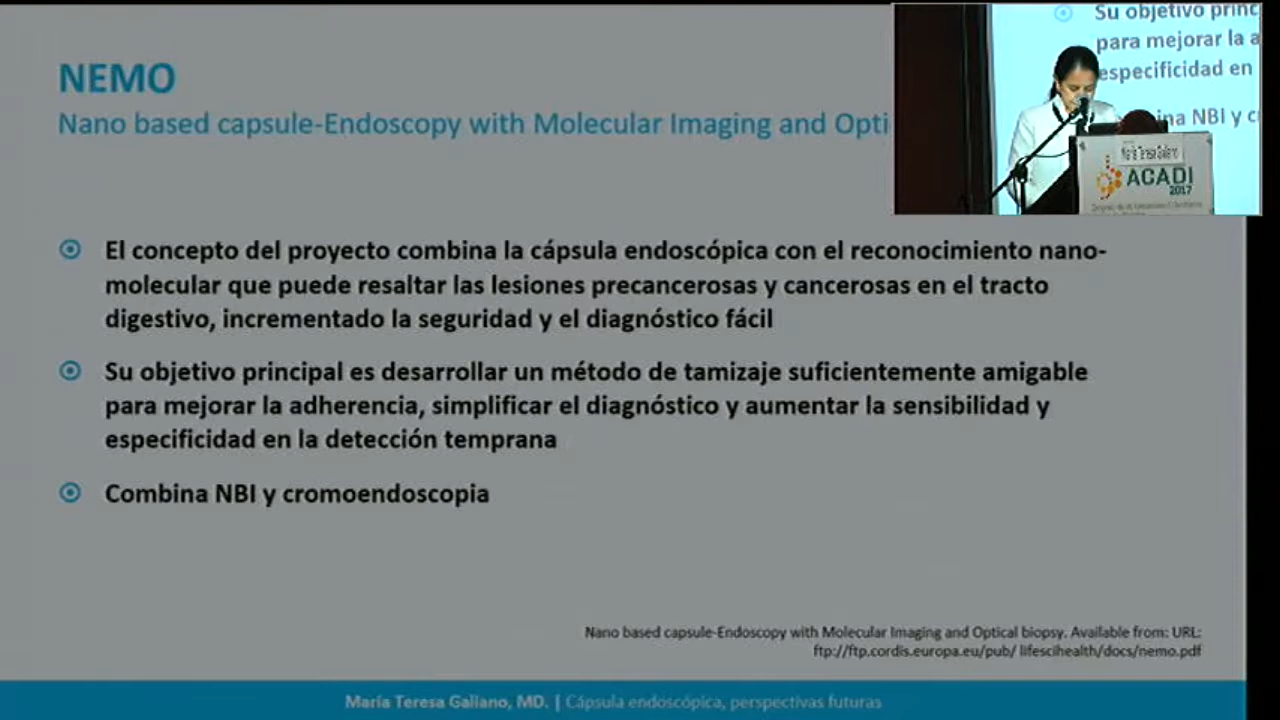 NEMO
Nano based capsule-Endoscopy with Molecular Imaging and Opti
El concepto del proyecto combina la cápsula endoscópica con el reconocimiento nano-
molecular que puede resaltar las lesiones precancerosas y cancerosas en el tracto
digestivo, incrementado la seguridad y el diagnóstico fácil
Su objetivo principal es desarrollar un método de tamizaje suficientemente amigable
para mejorar la adherencia, simplificar el diagnóstico y aumentar la sensibilidad y
especificidad en la detección temprana
Combina NBI y cromoendoscopia
Nano based capsule-Endoscopy with Molecular Imaging and Optical biopsy. Available from: URL:
ftp://ftp.cordis.europa.eu/pub/ lifescihealth/docs/nemo.pdf
María Teresa Galiano, MD. | Cápsula endoscópica, perspectivas futuras
Su objetivo princ
para mejorar la a
especificidad en
ina NBI y c
María Teresa Galiano
ACADI
2017